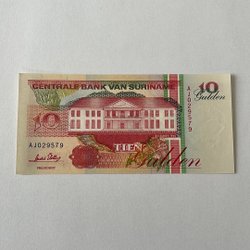 CENTRALE BANK VAN SURINAME
10
Gulden
AJ029579
10
AJ029579
TIEN
Gulden